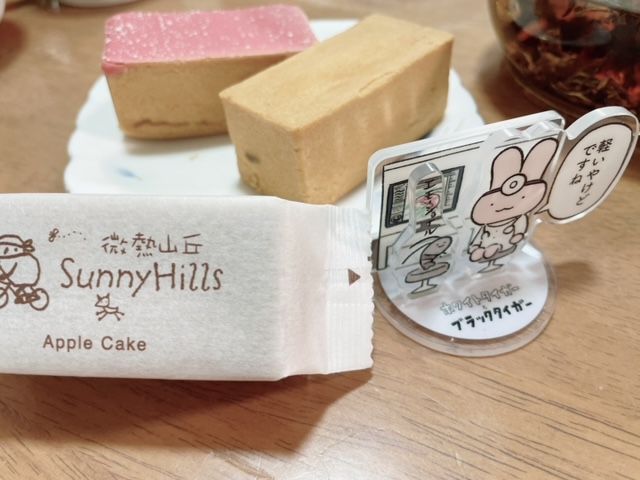 微熱山丘
SunnyHills
Apple Cake
軽いやけど
ですね
ホワイトタイガー
ブラックタイガー